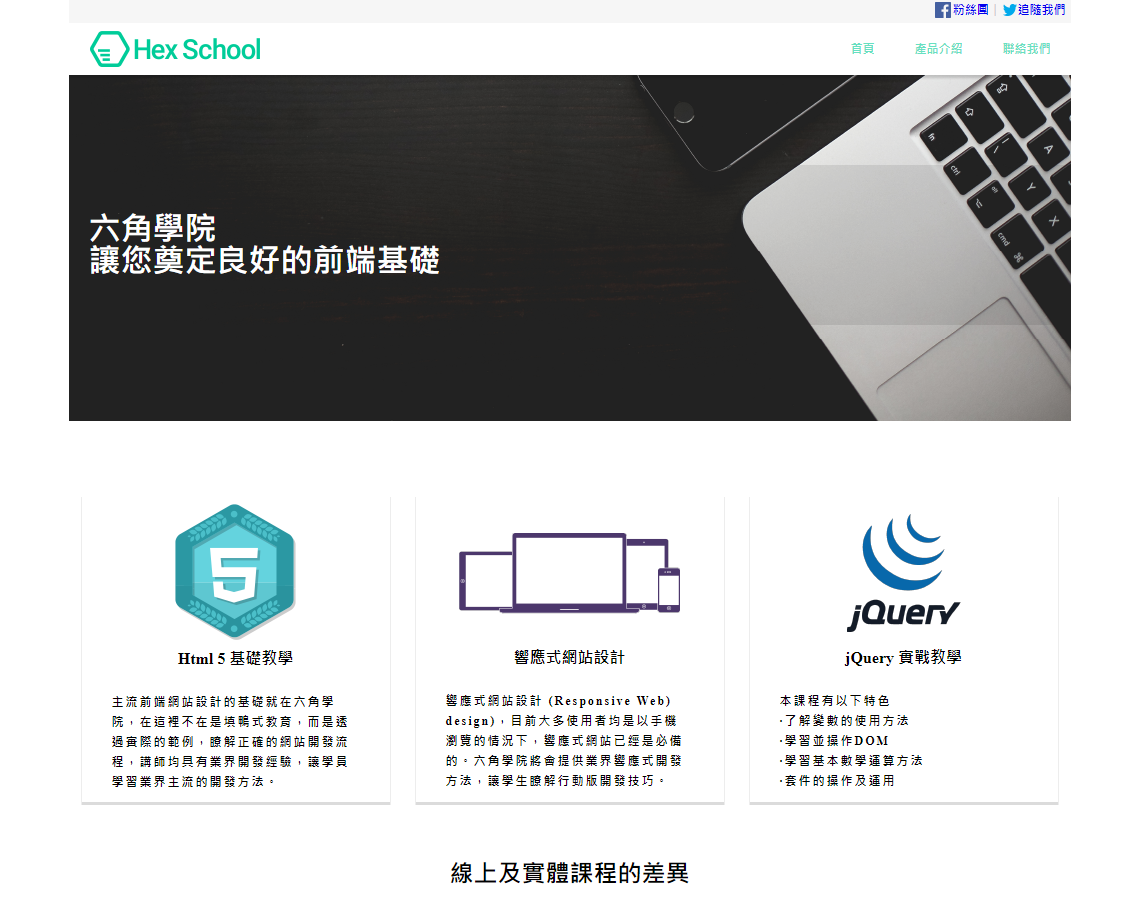 粉絲團 | 追隨我們
Hex School
首頁 產品介紹 聯絡我們
六角學院
讓您奠定良好的前端基礎
fn
A
ctrl
Y
\
X
cmd
⌘
5
jQuery
Html 5 基礎教學
響應式網站設計
jQuery 實戰教學
主流前端網站設計的基礎就在六角學
院，在這裡不在是填鴨式教育，而是透
過實際的範例，瞭解正確的網站開發流
程，講師均具有業界開發經驗，讓學員
學習業界主流的開發方法。
響應式網站設計 (Responsive Web)
design)，目前大多使用者均是以手機
瀏覽的情況下，響應式網站已經是必備
的。六角學院將會提供業界響應式開發
方法，讓學生瞭解行動版開發技巧。
本課程有以下特色
·了解變數的使用方法
·學習並操作DOM
·學習基本數學運算方法
·套件的操作及運用
線上及實體課程的差異